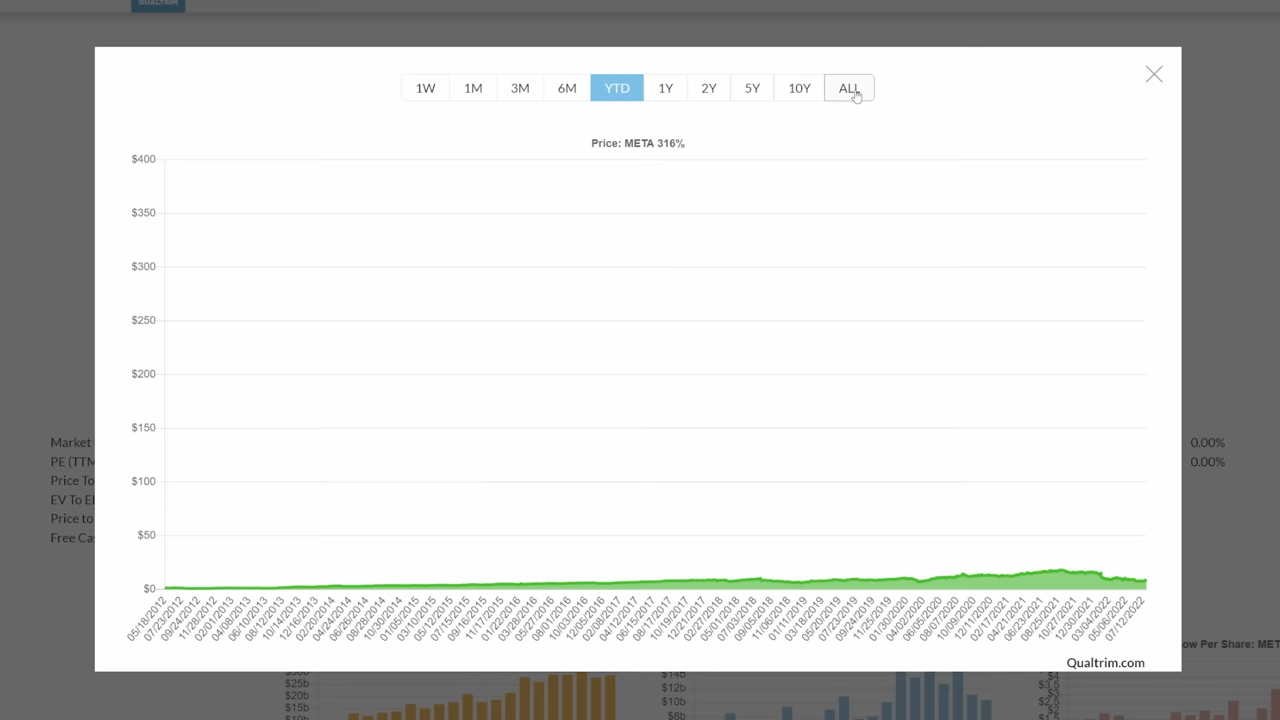 QUALTRIM
1W 1M 3M 6M YTD 1Y 2Y 5Y 10Y ALL
Price: META 316%
$400
$350
$300
$250
$200
$150
$100
$50
$0
05/18/2012 07/23/2012 09/24/2012 11/28/2012 02/01/2013 04/08/2013 06/10/2013 08/12/2013 10/14/2013 12/16/2013 02/20/2014 04/24/2014 06/26/2014 08/28/2014 10/30/2014 01/05/2015 03/10/2015 05/12/2015 07/15/2015 09/16/2015 11/17/2015 01/22/2016 03/28/2016 05/27/2016 08/01/2016 10/03/2016 12/05/2016 02/08/2017 04/12/2017 06/15/2017 08/17/2017 10/19/2017 12/21/2017 02/27/2018 05/01/2018 07/03/2018 09/05/2018 11/06/2018 01/11/2019 03/18/2019 05/20/2019 07/23/2019 09/24/2019 11/25/2019 01/30/2020 04/02/2020 06/05/2020 08/07/2020 10/09/2020 12/11/2020 02/17/2021 04/21/2021 06/23/2021 08/25/2021 10/27/2021 12/30/2021 03/04/2022 05/06/2022 07/12/2022
Qualtrim.com
Market
PE (TTM
Price To
EV To
Price to
Free Ca
0.00%
0.00%
ow Per Share: MET
$30b
$25b
$20b
$15b
$10b
$14b
$12b
$10b
$8b
$4
$3.5